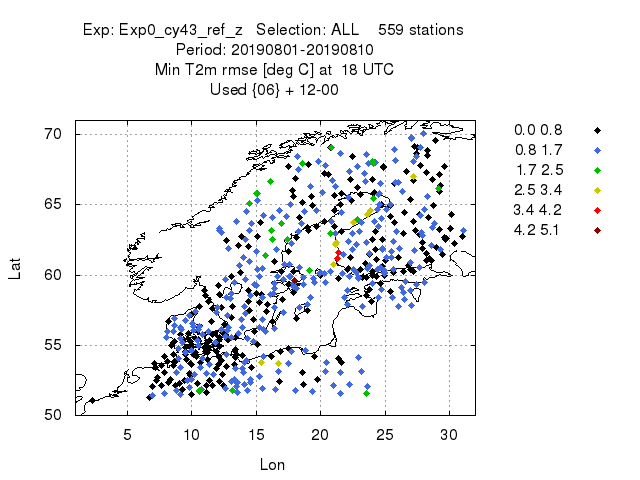 Exp: Exp0_cy43_ref_z   Selection: ALL    559 stations
Period: 20190801-20190810
Min T2m rmse [deg C] at  18 UTC
Used {06} + 12-00
70
65
60
55
50
Lat
5 10 15 20 25 30
Lon
0.0 0.8
0.8 1.7
1.7 2.5
2.5 3.4
3.4 4.2
4.2 5.1